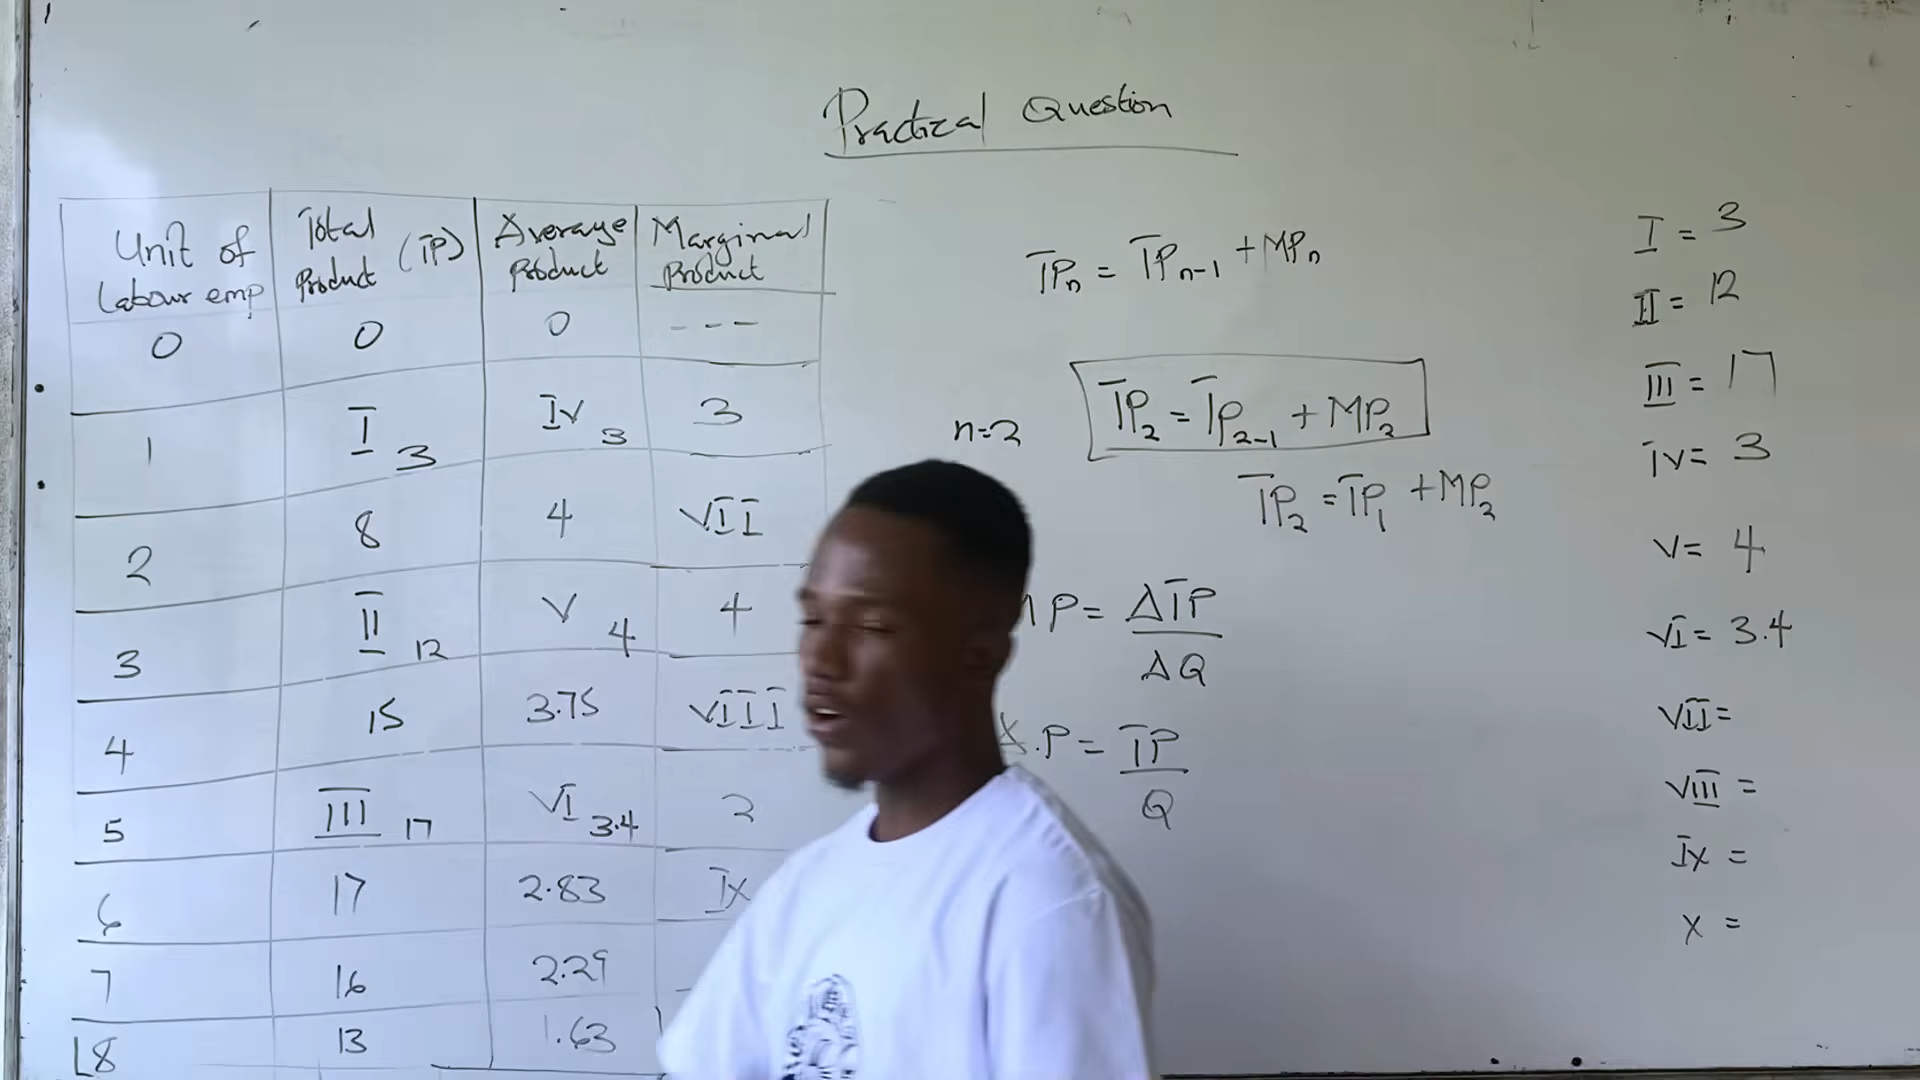 Practical Question
Unit of Labour emp | Total Product (TP) | Average Product | Marginal Product
0 | 0 | 0 | ---
1 | I 3 | IV 3 | 3
2 | 8 | 4 | VII
3 | II 12 | V 4 | 4
4 | 15 | 3.75 | VIII
5 | III 17 | VI 3.4 | 2
6 | 17 | 2.83 | IX
7 | 16 | 2.29
8 | 13 | 1.63
TPn = TPn-1 + MPn
n=2
TP2 = TP2-1 + MP2
TP2 = TP1 + MP2
P = ΔTP / ΔQ
A.P = TP / Q
I = 3
II = 12
III = 17
IV = 3
V = 4
VI = 3.4
VII =
VIII =
IX =
X =